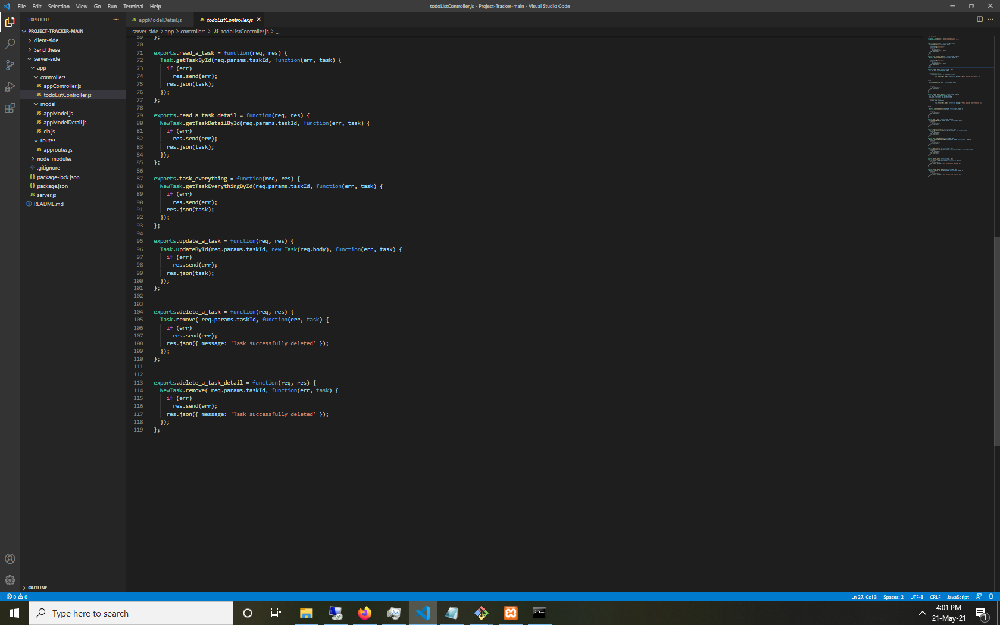 File Edit Selection View Go Run Terminal Help
todoListController.js - Project-Tracker-main - Visual Studio Code
EXPLORER ...
PROJECT-TRACKER-MAIN
client-side
Send these
server-side
app
controllers
JS appController.js
JS todoListController.js
model
JS appModel.js
JS appModelDetail.js
JS db.js
routes
JS approutes.js
node_modules
.gitignore
{} package-lock.json
{} package.json
JS server.js
README.md
OUTLINE
JS appModelDetail.js
JS todoListController.js
server-side > app > controllers > JS todoListController.js > ...
69 };
70
71 exports.read_a_task = function(req, res) {
72 Task.getTaskById(req.params.taskId, function(err, task) {
73 if (err)
74 res.send(err);
75 res.json(task);
76 });
77 };
78
79 exports.read_a_task_detail = function(req, res) {
80 NewTask.getTaskDetailById(req.params.taskId, function(err, task) {
81 if (err)
82 res.send(err);
83 res.json(task);
84 });
85 };
86
87 exports.task_everything = function(req, res) {
88 NewTask.getTaskEverythingById(req.params.taskId, function(err, task) {
89 if (err)
90 res.send(err);
91 res.json(task);
92 });
93 };
94
95 exports.update_a_task = function(req, res) {
96 Task.updateById(req.params.taskId, new Task(req.body), function(err, task) {
97 if (err)
98 res.send(err);
99 res.json(task);
100 });
101 };
102
103
104 exports.delete_a_task = function(req, res) {
105 Task.remove( req.params.taskId, function(err, task) {
106 if (err)
107 res.send(err);
108 res.json({ message: 'Task successfully deleted' });
109 });
110 };
111
112
113 exports.delete_a_task_detail = function(req, res) {
114 NewTask.remove( req.params.taskId, function(err, task) {
115 if (err)
116 res.send(err);
117 res.json({ message: 'Task successfully deleted' });
118 });
119 };
0 0
Ln 27, Col 3 Spaces: 2 UTF-8 CRLF JavaScript
Type here to search
4:01 PM
21-May-21
1